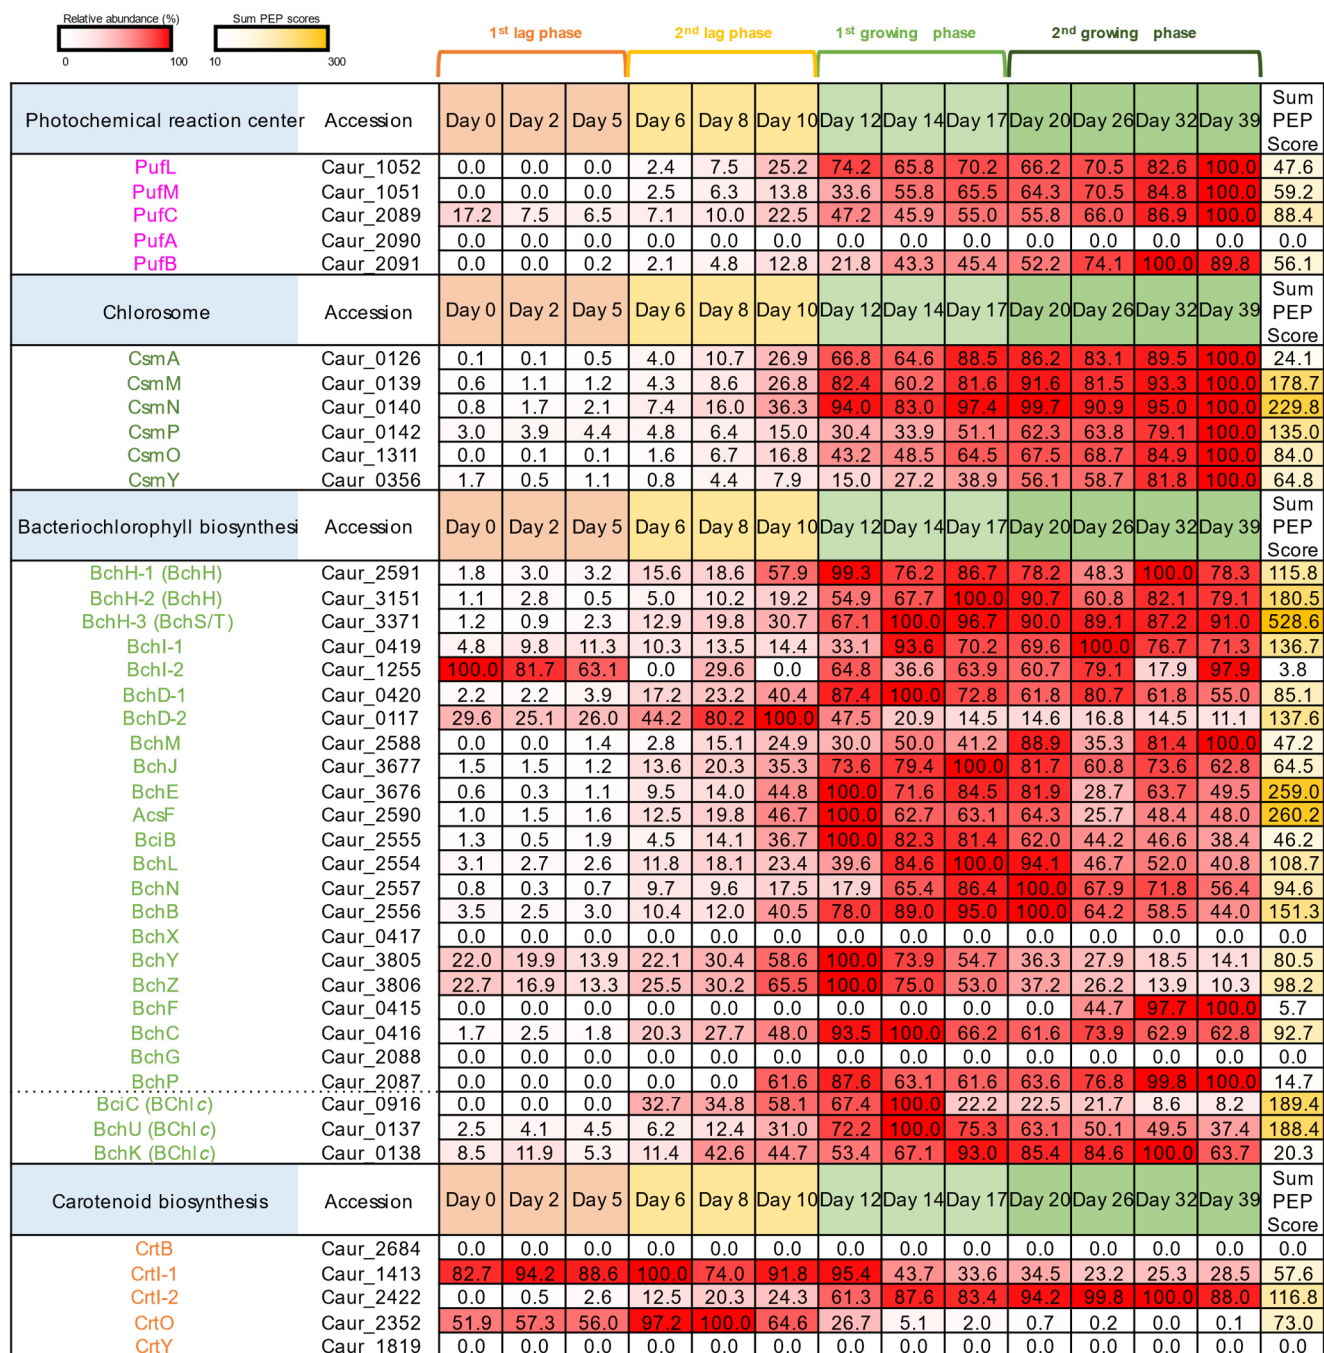 Relative abundance (%)
Sum PEP scores
0 100
10 300
1st lag phase
2nd lag phase
1st growing phase
2nd growing phase
Photochemical reaction center Accession Day 0 Day 2 Day 5 Day 6 Day 8 Day 10 Day 12 Day 14 Day 17 Day 20 Day 26 Day 32 Day 39 Sum PEP Score
PufL Caur_1052 0.0 0.0 0.0 2.4 7.5 25.2 74.2 65.8 70.2 66.2 70.5 82.6 100.0 47.6
PufM Caur_1051 0.0 0.0 0.0 2.5 6.3 13.8 33.6 55.8 65.5 64.3 70.5 84.8 100.0 59.2
PufC Caur_2089 17.2 7.5 6.5 7.1 10.0 22.5 47.2 45.9 55.0 55.8 66.0 86.9 100.0 88.4
PufA Caur_2090 0.0 0.0 0.0 0.0 0.0 0.0 0.0 0.0 0.0 0.0 0.0 0.0 0.0 0.0
PufB Caur_2091 0.0 0.0 0.2 2.1 4.8 12.8 21.8 43.3 45.4 52.2 74.1 100.0 89.8 56.1
Chlorosome Accession Day 0 Day 2 Day 5 Day 6 Day 8 Day 10 Day 12 Day 14 Day 17 Day 20 Day 26 Day 32 Day 39 Sum PEP Score
CsmA Caur_0126 0.1 0.1 0.5 4.0 10.7 26.9 66.8 64.6 88.5 86.2 83.1 89.5 100.0 24.1
CsmM Caur_0139 0.6 1.1 1.2 4.3 8.6 26.8 82.4 60.2 81.6 91.6 81.5 93.3 100.0 178.7
CsmN Caur_0140 0.8 1.7 2.1 7.4 16.0 36.3 94.0 83.0 97.4 99.7 90.9 95.0 100.0 229.8
CsmP Caur_0142 3.0 3.9 4.4 4.8 6.4 15.0 30.4 33.9 51.1 62.3 63.8 79.1 100.0 135.0
CsmO Caur_1311 0.0 0.1 0.1 1.6 6.7 16.8 43.2 48.5 64.5 67.5 68.7 84.9 100.0 84.0
CsmY Caur_0356 1.7 0.5 1.1 0.8 4.4 7.9 15.0 27.2 38.9 56.1 58.7 81.8 100.0 64.8
Bacteriochlorophyll biosynthesi Accession Day 0 Day 2 Day 5 Day 6 Day 8 Day 10 Day 12 Day 14 Day 17 Day 20 Day 26 Day 32 Day 39 Sum PEP Score
BchH-1 (BchH) Caur_2591 1.8 3.0 3.2 15.6 18.6 57.9 99.3 76.2 86.7 78.2 48.3 100.0 78.3 115.8
BchH-2 (BchH) Caur_3151 1.1 2.8 0.5 5.0 10.2 19.2 54.9 67.7 100.0 90.7 60.8 82.1 79.1 180.5
BchH-3 (BchS/T) Caur_3371 1.2 0.9 2.3 12.9 19.8 30.7 67.1 100.0 96.7 90.0 89.1 87.2 91.0 528.6
BchI-1 Caur_0419 4.8 9.8 11.3 10.3 13.5 14.4 33.1 93.6 70.2 69.6 100.0 76.7 71.3 136.7
BchI-2 Caur_1255 100.0 81.7 63.1 0.0 29.6 0.0 64.8 36.6 63.9 60.7 79.1 17.9 97.9 3.8
BchD-1 Caur_0420 2.2 2.2 3.9 17.2 23.2 40.4 87.4 100.0 72.8 61.8 80.7 61.8 55.0 85.1
BchD-2 Caur_0117 29.6 25.1 26.0 44.2 80.2 100.0 47.5 20.9 14.5 14.6 16.8 14.5 11.1 137.6
BchM Caur_2588 0.0 0.0 1.4 2.8 15.1 24.9 30.0 50.0 41.2 88.9 35.3 81.4 100.0 47.2
BchJ Caur_3677 1.5 1.5 1.2 13.6 20.3 35.3 73.6 79.4 100.0 81.7 60.8 73.6 62.8 64.5
BchE Caur_3676 0.6 0.3 1.1 9.5 14.0 44.8 100.0 71.6 84.5 81.9 28.7 63.7 49.5 259.0
AcsF Caur_2590 1.0 1.5 1.6 12.5 19.8 46.7 100.0 62.7 63.1 64.3 25.7 48.4 48.0 260.2
BciB Caur_2555 1.3 0.5 1.9 4.5 14.1 36.7 100.0 82.3 81.4 62.0 44.2 46.6 38.4 46.2
BchL Caur_2554 3.1 2.7 2.6 11.8 18.1 23.4 39.6 84.6 100.0 94.1 46.7 52.0 40.8 108.7
BchN Caur_2557 0.8 0.3 0.7 9.7 9.6 17.5 17.9 65.4 86.4 100.0 67.9 71.8 56.4 94.6
BchB Caur_2556 3.5 2.5 3.0 10.4 12.0 40.5 78.0 89.0 95.0 100.0 64.2 58.5 44.0 151.3
BchX Caur_0417 0.0 0.0 0.0 0.0 0.0 0.0 0.0 0.0 0.0 0.0 0.0 0.0 0.0 0.0
BchY Caur_3805 22.0 19.9 13.9 22.1 30.4 58.6 100.0 73.9 54.7 36.3 27.9 18.5 14.1 80.5
BchZ Caur_3806 22.7 16.9 13.3 25.5 30.2 65.5 100.0 75.0 53.0 37.2 26.2 13.9 10.3 98.2
BchF Caur_0415 0.0 0.0 0.0 0.0 0.0 0.0 0.0 0.0 0.0 0.0 44.7 97.7 100.0 5.7
BchC Caur_0416 1.7 2.5 1.8 20.3 27.7 48.0 93.5 100.0 66.2 61.6 73.9 62.9 62.8 92.7
BchG Caur_2088 0.0 0.0 0.0 0.0 0.0 0.0 0.0 0.0 0.0 0.0 0.0 0.0 0.0 0.0
BchP Caur_2087 0.0 0.0 0.0 0.0 0.0 61.6 87.6 63.1 61.6 63.6 76.8 99.8 100.0 14.7
BciC (BChl c) Caur_0916 0.0 0.0 0.0 32.7 34.8 58.1 67.4 100.0 22.2 22.5 21.7 8.6 8.2 189.4
BchU (BChl c) Caur_0137 2.5 4.1 4.5 6.2 12.4 31.0 72.2 100.0 75.3 63.1 50.1 49.5 37.4 188.4
BchK (BChl c) Caur_0138 8.5 11.9 5.3 11.4 42.6 44.7 53.4 67.1 93.0 85.4 84.6 100.0 63.7 20.3
Carotenoid biosynthesis Accession Day 0 Day 2 Day 5 Day 6 Day 8 Day 10 Day 12 Day 14 Day 17 Day 20 Day 26 Day 32 Day 39 Sum PEP Score
CrtB Caur_2684 0.0 0.0 0.0 0.0 0.0 0.0 0.0 0.0 0.0 0.0 0.0 0.0 0.0 0.0
CrtI-1 Caur_1413 82.7 94.2 88.6 100.0 74.0 91.8 95.4 43.7 33.6 34.5 23.2 25.3 28.5 57.6
CrtI-2 Caur_2422 0.0 0.5 2.6 12.5 20.3 24.3 61.3 87.6 83.4 94.2 99.8 100.0 88.0 116.8
CrtO Caur_2352 51.9 57.3 56.0 97.2 100.0 64.6 26.7 5.1 2.0 0.7 0.2 0.0 0.1 73.0
CrtY Caur_1819 0.0 0.0 0.0 0.0 0.0 0.0 0.0 0.0 0.0 0.0 0.0 0.0 0.0 0.0